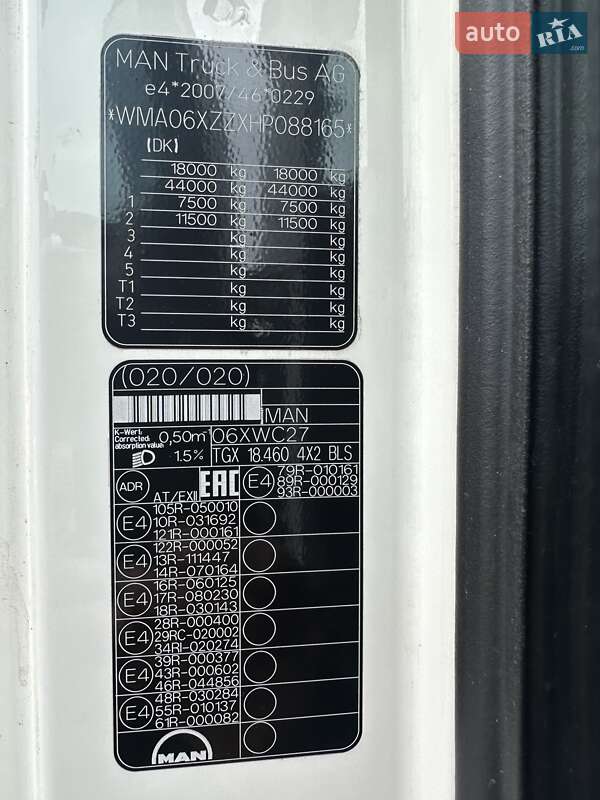 auto RIA .com
MAN Truck & Bus AG
e4*2007/46*0229
*WMA06XZZXHP088165*
(DK)
18000 kg 18000 kg
44000 kg 44000 kg
1 7500 kg 7500 kg
2 11500 kg 11500 kg
3 kg kg
4 kg kg
5 kg kg
T1 kg kg
T2 kg kg
T3 kg kg
(020/020)
MAN
K-Wert:
Corrected
absorption value: 0,50m⁻¹ 06XWC27
1.5% TGX 18.460 4X2 BLS
ADR AT/EXII EAC E4 79R-010161
89R-000129
93R-000003
105R-050010
E4 10R-031692
121R-000161
122R-000052
E4 13R-111447
14R-070164
16R-060125
E4 17R-080230
18R-030143
28R-000400
E4 29RC-020002
34RI-020274
39R-000377
E4 43R-000602
46R-044856
48R-030284
E4 55R-010137
61R-000082
MAN